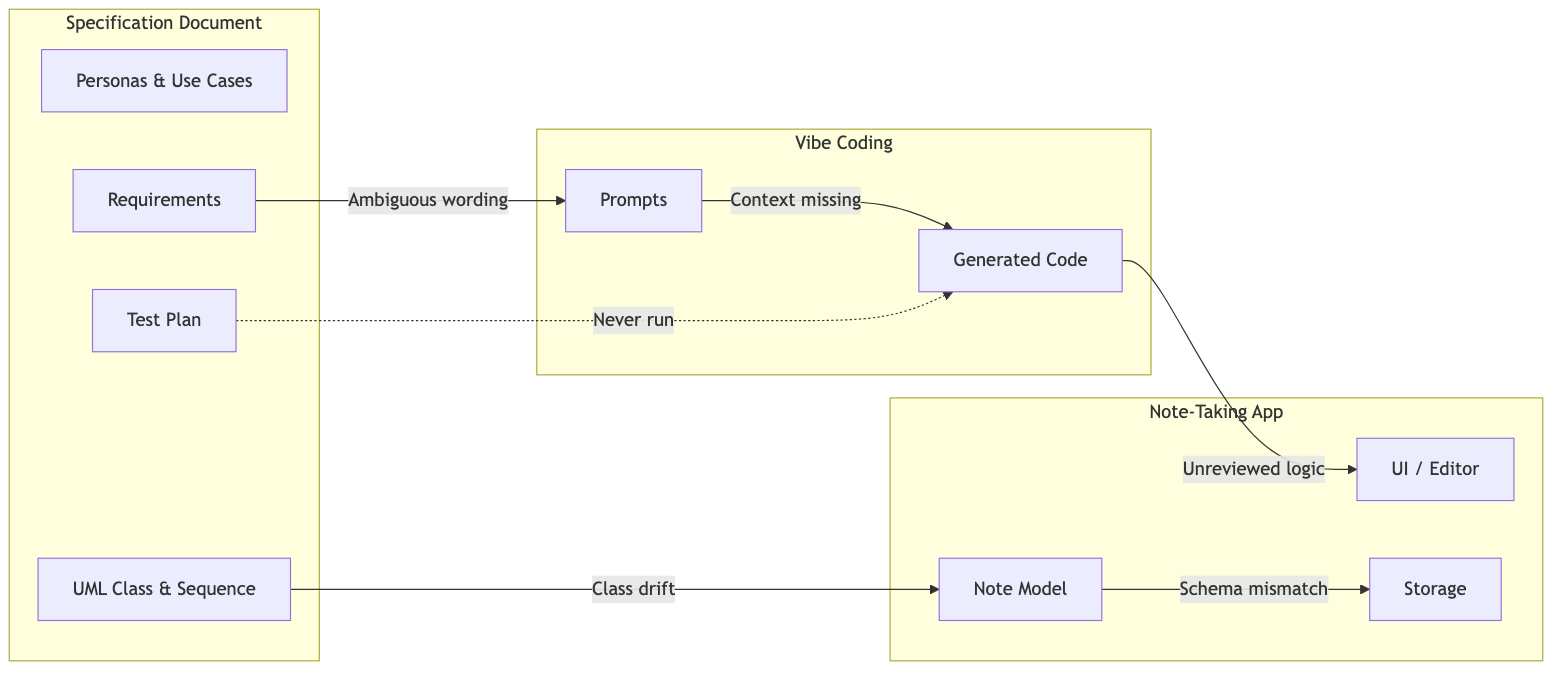 Specification Document
Personas & Use Cases
Vibe Coding
Requirements
Ambiguous wording
Prompts
Context missing
Generated Code
Test Plan
Never run
Note-Taking App
Unreviewed logic
UI / Editor
UML Class & Sequence
Class drift
Note Model
Schema mismatch
Storage